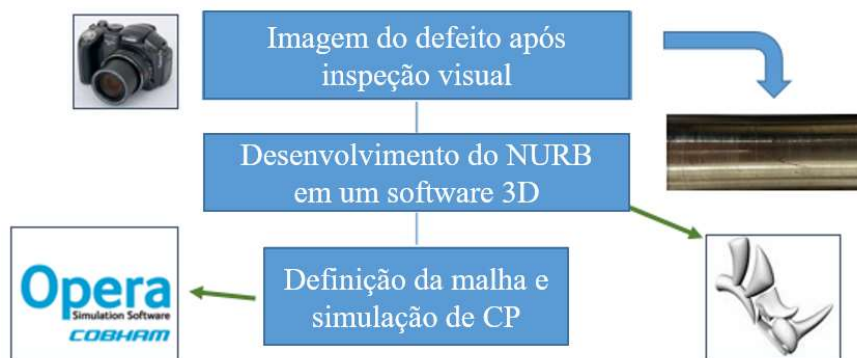 Imagem do defeito após
inspeção visual
Desenvolvimento do NURB
em um software 3D
Definição da malha e
simulação de CP
Opera
Simulation Software
COBHAM